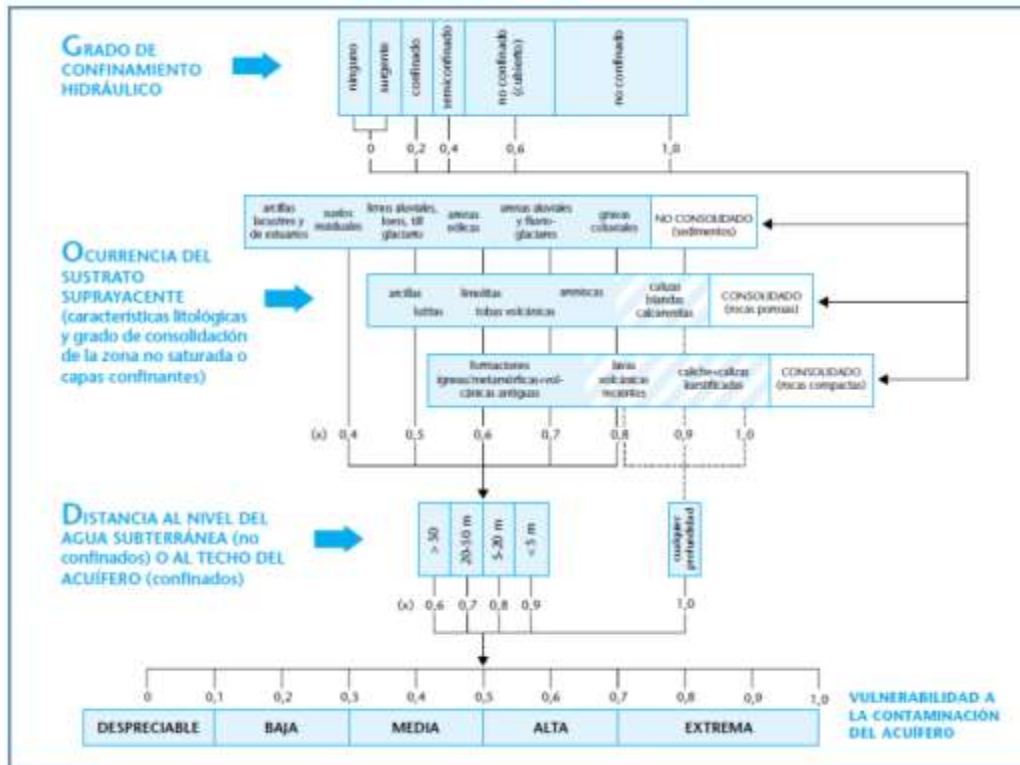 GRADO DE
CONFINAMIENTO
HIDRÁULICO
ninguno
surgente
confinado
semiconfinado
no confinado
(cubierto)
no confinado
0
0,2
0,4
0,6
1,0
OCURRENCIA DEL
SUSTRATO
SUPRAYACENTE
(características litológicas
y grado de consolidación
de la zona no saturada o
capas confinantes)
arcillas
lacustres y
de estuarios
suelos
residuales
limos aluviales,
loess, till
glaciario
arenas
eólicas
arenas aluviales
y fluvio-
glaciares
gravas
coluviales
NO CONSOLIDADO
(sedimentos)
arcillas
lutitas
limolitas
tobas volcánicas
areniscas
calizas
blandas
calcarenitas
CONSOLIDADO
(rocas porosas)
formaciones
ígneas/metamórficas+vol-
cánicas antiguas
lavas
volcánicas
recientes
caliche+calizas
karstificadas
CONSOLIDADO
(rocas compactas)
(x) 0,4 0,5 0,6 0,7 0,8 0,9 1,0
DISTANCIA AL NIVEL DEL
AGUA SUBTERRÁNEA (no
confinados) O AL TECHO DEL
ACUÍFERO (confinados)
> 50
20-50 m
5-20 m
<5 m
cualquier
profundidad
(x) 0,6 0,7 0,8 0,9 1,0
0 0,1 0,2 0,3 0,4 0,5 0,6 0,7 0,8 0,9 1,0
DESPRECIABLE BAJA MEDIA ALTA EXTREMA
VULNERABILIDAD A
LA CONTAMINACIÓN
DEL ACUÍFERO